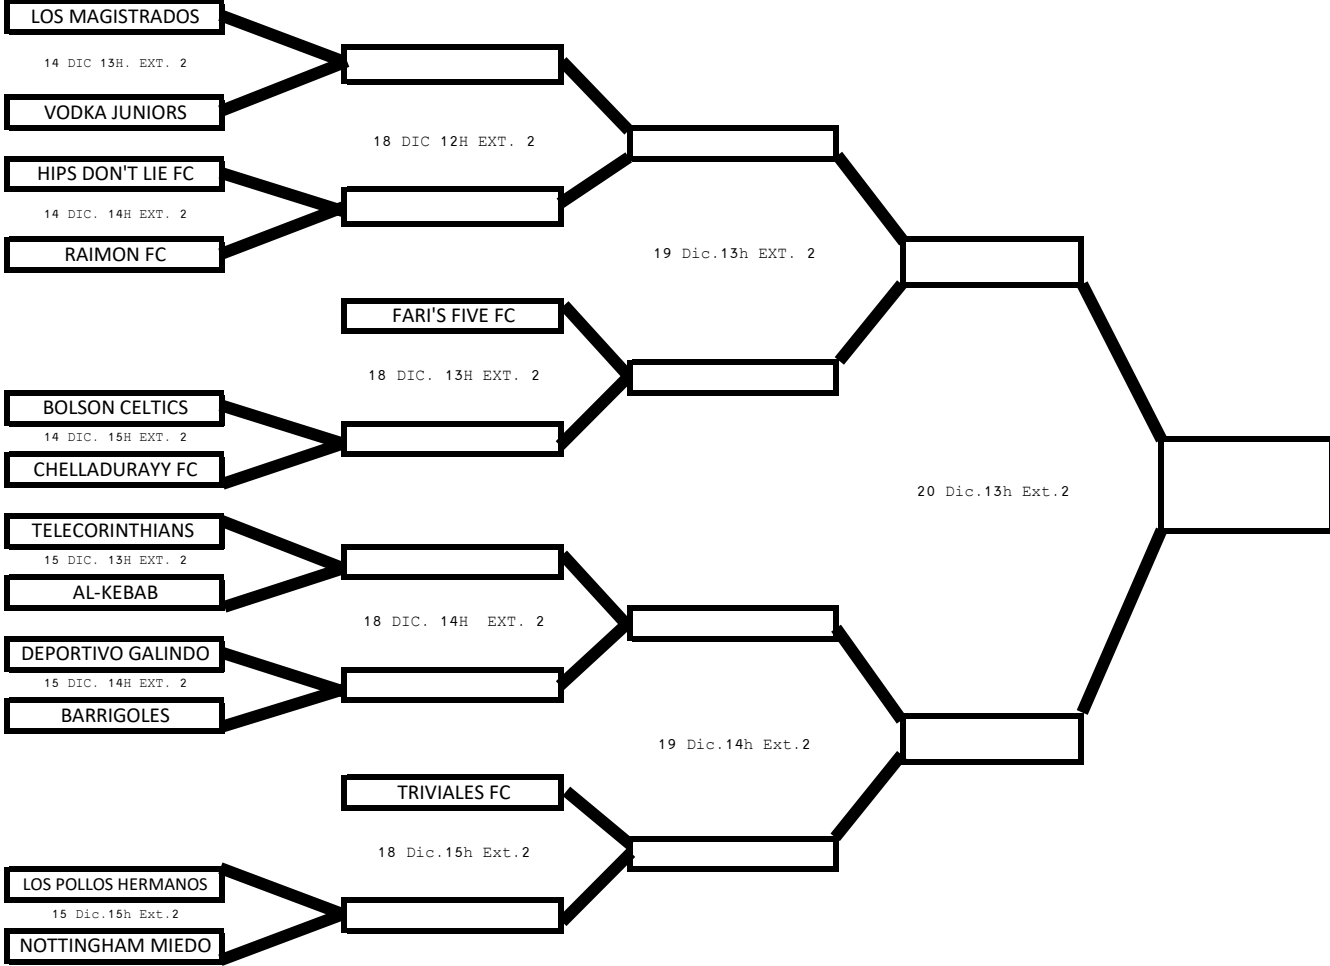 LOS MAGISTRADOS
14 DIC 13H. EXT. 2
VODKA JUNIORS
18 DIC 12H EXT. 2
HIPS DON'T LIE FC
14 DIC. 14H EXT. 2
RAIMON FC
19 Dic.13h EXT. 2
FARI'S FIVE FC
18 DIC. 13H EXT. 2
BOLSON CELTICS
14 DIC. 15H EXT. 2
CHELLADURAYY FC
20 Dic.13h Ext.2
TELECORINTHIANS
15 DIC. 13H EXT. 2
AL-KEBAB
18 DIC. 14H EXT. 2
DEPORTIVO GALINDO
15 DIC. 14H EXT. 2
BARRIGOLES
19 Dic.14h Ext.2
TRIVIALES FC
18 Dic.15h Ext.2
LOS POLLOS HERMANOS
15 Dic.15h Ext.2
NOTTINGHAM MIEDO